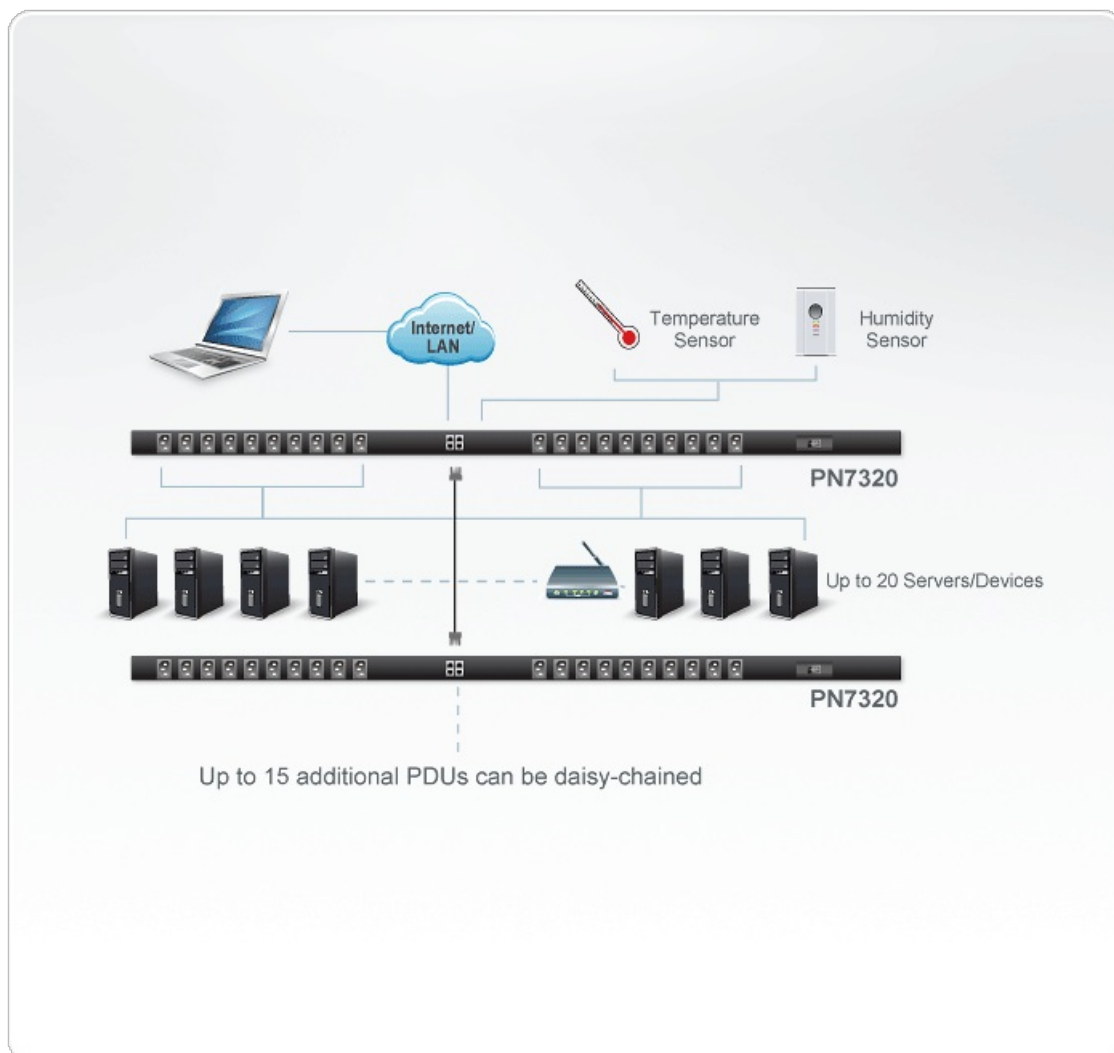 Internet/
LAN
Temperature
Sensor
Humidity
Sensor
PN7320
Up to 20 Servers/Devices
PN7320
Up to 15 additional PDUs can be daisy-chained